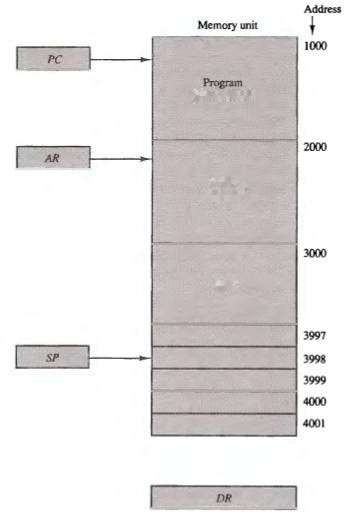 Address
Memory unit
1000
PC
Program
2000
AR
3000
3997
SP
3998
3999
4000
4001
DR